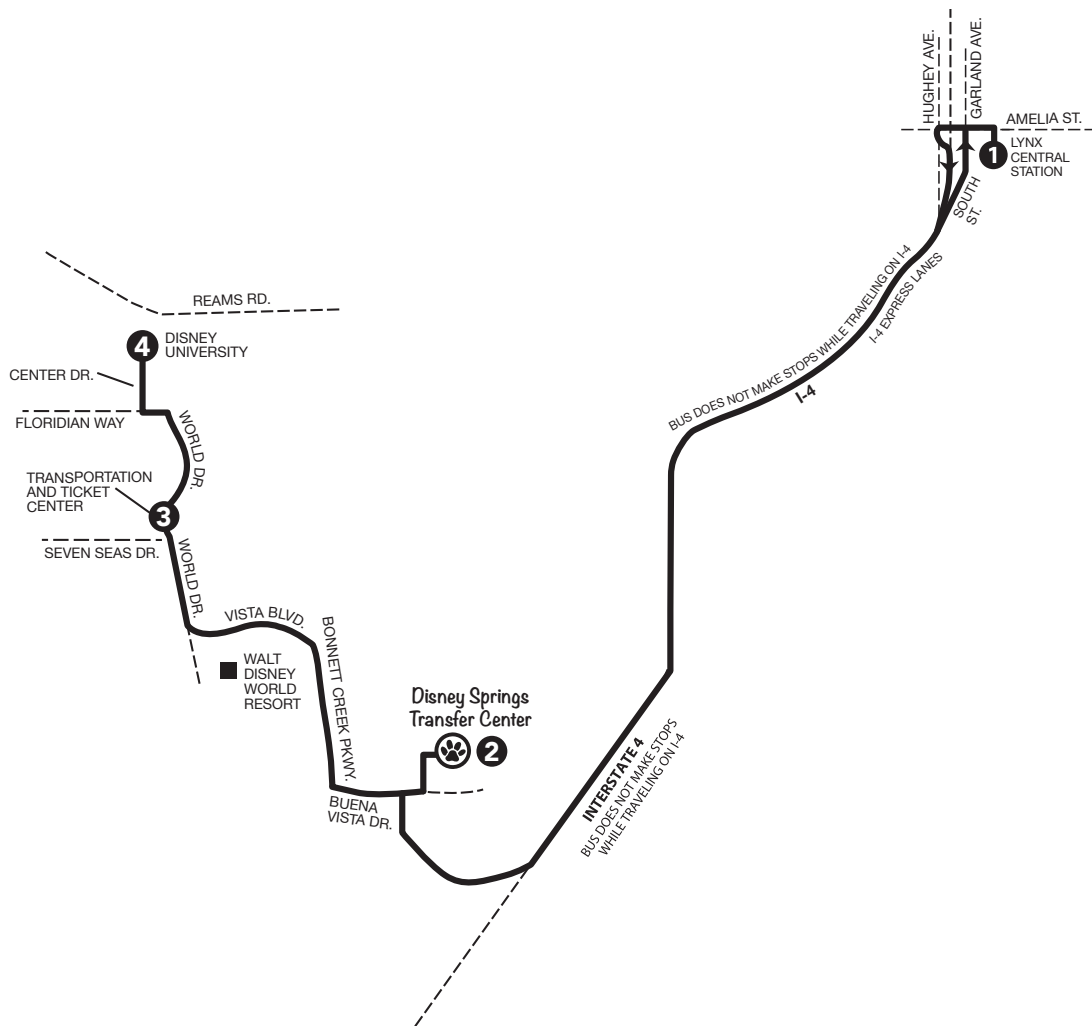 HUGHEY AVE.
GARLAND AVE.
AMELIA ST.
1
LYNX
CENTRAL
STATION
SOUTH
ST.
BUS DOES NOT MAKE STOPS WHILE TRAVELING ON I-4
I-4 EXPRESS LANES
I-4
REAMS RD.
4
DISNEY
UNIVERSITY
CENTER DR.
FLORIDIAN WAY
WORLD DR.
TRANSPORTATION
AND TICKET
CENTER
3
SEVEN SEAS DR.
WORLD DR.
VISTA BLVD.
WALT
DISNEY
WORLD
RESORT
BONNETT CREEK PKWY.
Disney Springs
Transfer Center
2
BUENA
VISTA DR.
INTERSTATE 4
BUS DOES NOT MAKE STOPS
WHILE TRAVELING ON I-4